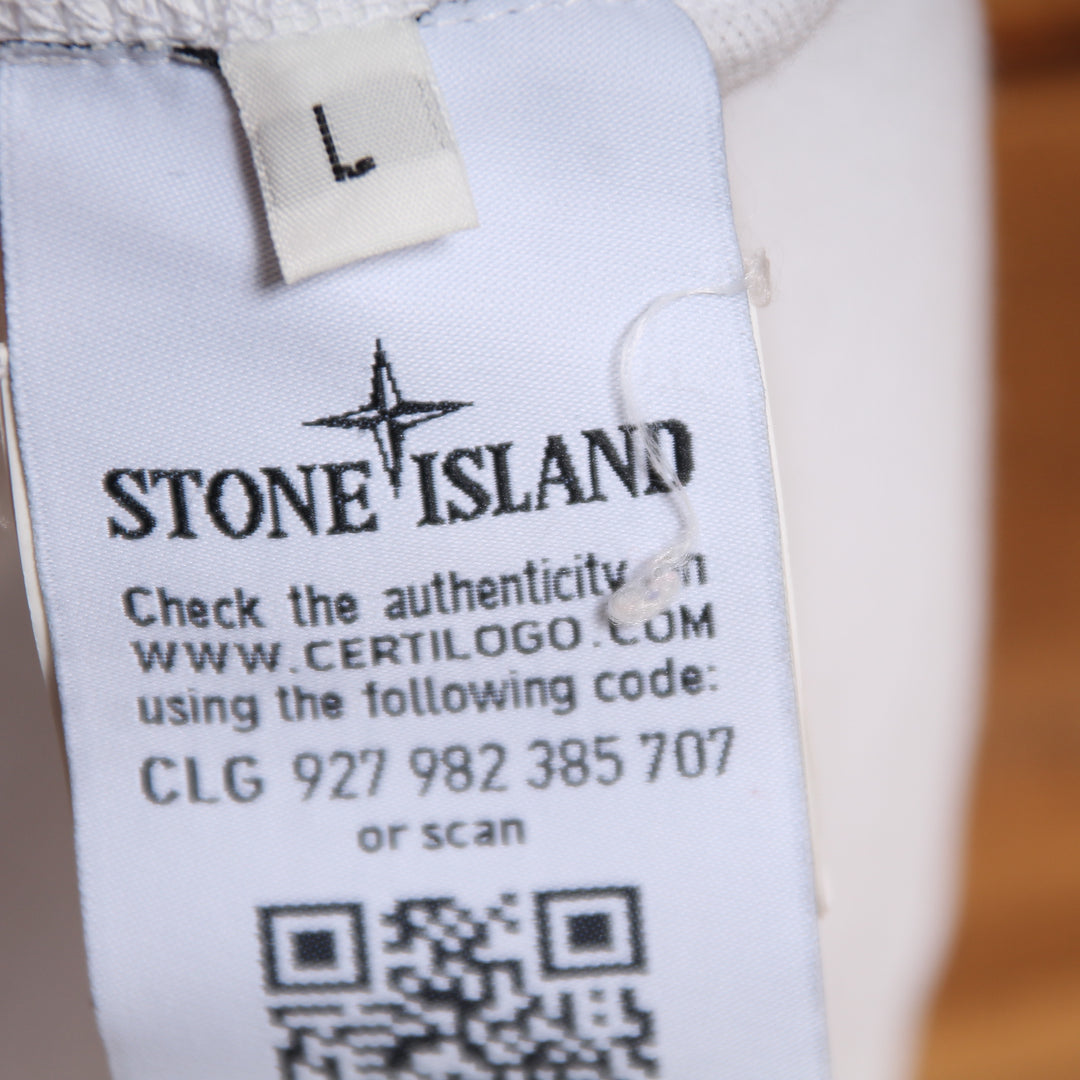 L
STONE ISLAND
Check the authenticity on
WWW.CERTILOGO.COM
using the following code:
CLG 927 982 385 707
or scan